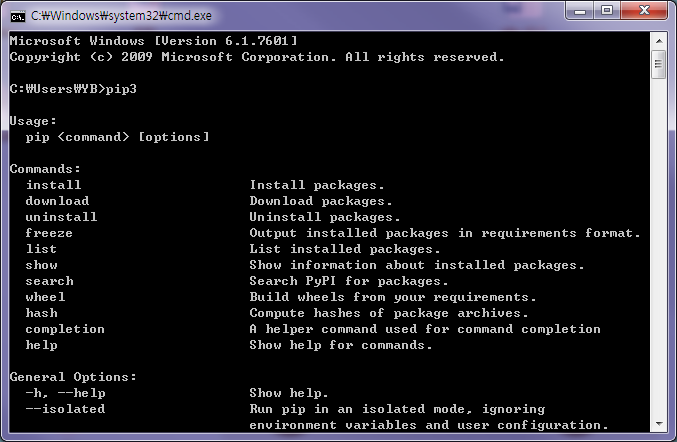 C:₩Windows₩system32₩cmd.exe
Microsoft Windows [Version 6.1.7601]
Copyright (c) 2009 Microsoft Corporation. All rights reserved.
C:₩Users₩YB>pip3
Usage:
pip <command> [options]
Commands:
install Install packages.
download Download packages.
uninstall Uninstall packages.
freeze Output installed packages in requirements format.
list List installed packages.
show Show information about installed packages.
search Search PyPI for packages.
wheel Build wheels from your requirements.
hash Compute hashes of package archives.
completion A helper command used for command completion
help Show help for commands.
General Options:
-h, --help Show help.
--isolated Run pip in an isolated mode, ignoring
environment variables and user configuration.